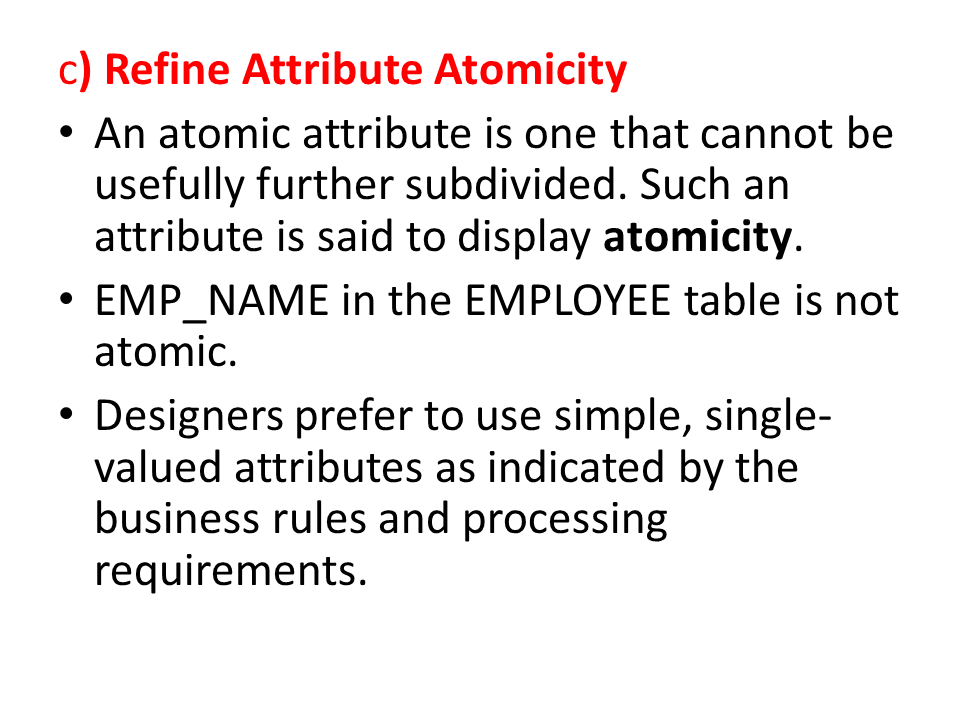 c) Refine Attribute Atomicity
• An atomic attribute is one that cannot be
usefully further subdivided. Such an
attribute is said to display atomicity.
• EMP_NAME in the EMPLOYEE table is not
atomic.
• Designers prefer to use simple, single-
valued attributes as indicated by the
business rules and processing
requirements.